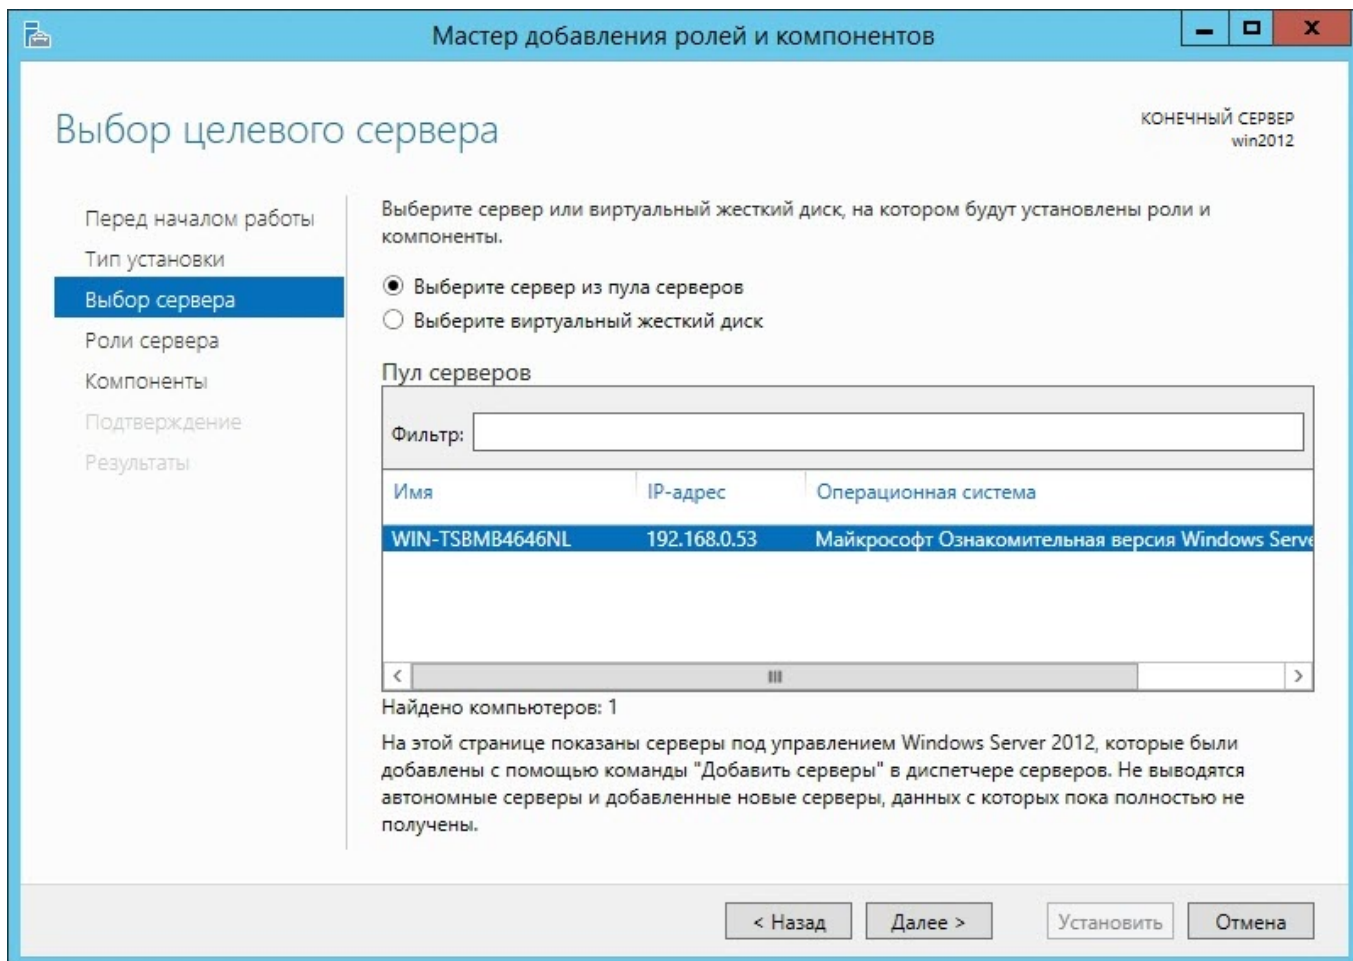 Мастер добавления ролей и компонентов
Выбор целевого сервера
КОНЕЧНЫЙ СЕРВЕР
win2012
Перед началом работы
Тип установки
Выбор сервера
Роли сервера
Компоненты
Подтверждение
Результаты
Выберите сервер или виртуальный жесткий диск, на котором будут установлены роли и
компоненты.
Выберите сервер из пула серверов
Выберите виртуальный жесткий диск
Пул серверов
Фильтр:
Имя IP-адрес Операционная система
WIN-TSBMB4646NL 192.168.0.53 Майкрософт Ознакомительная версия Windows Serve
Найдено компьютеров: 1
На этой странице показаны серверы под управлением Windows Server 2012, которые были
добавлены с помощью команды "Добавить серверы" в диспетчере серверов. Не выводятся
автономные серверы и добавленные новые серверы, данных с которых пока полностью не
получены.
< Назад Далее > Установить Отмена